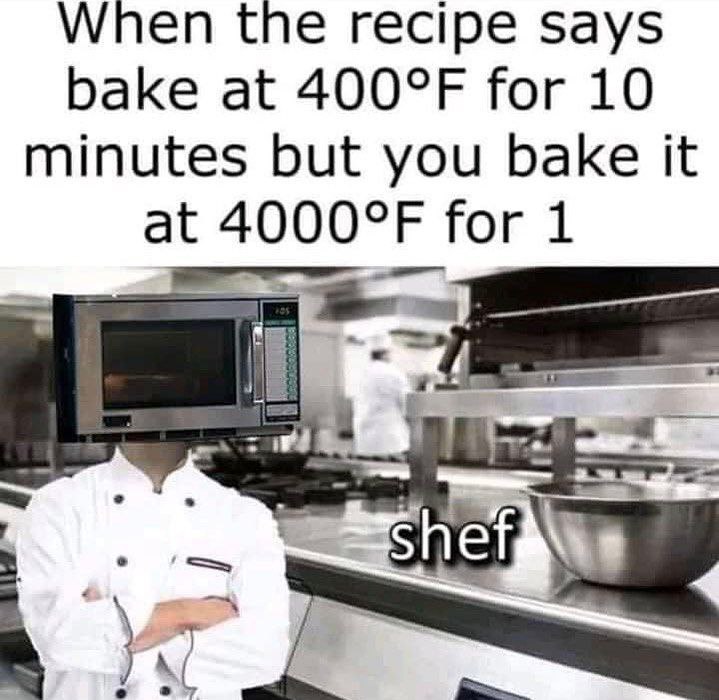 When the recipe says
bake at 400°F for 10
minutes but you bake it
at 4000°F for 1
105
shef